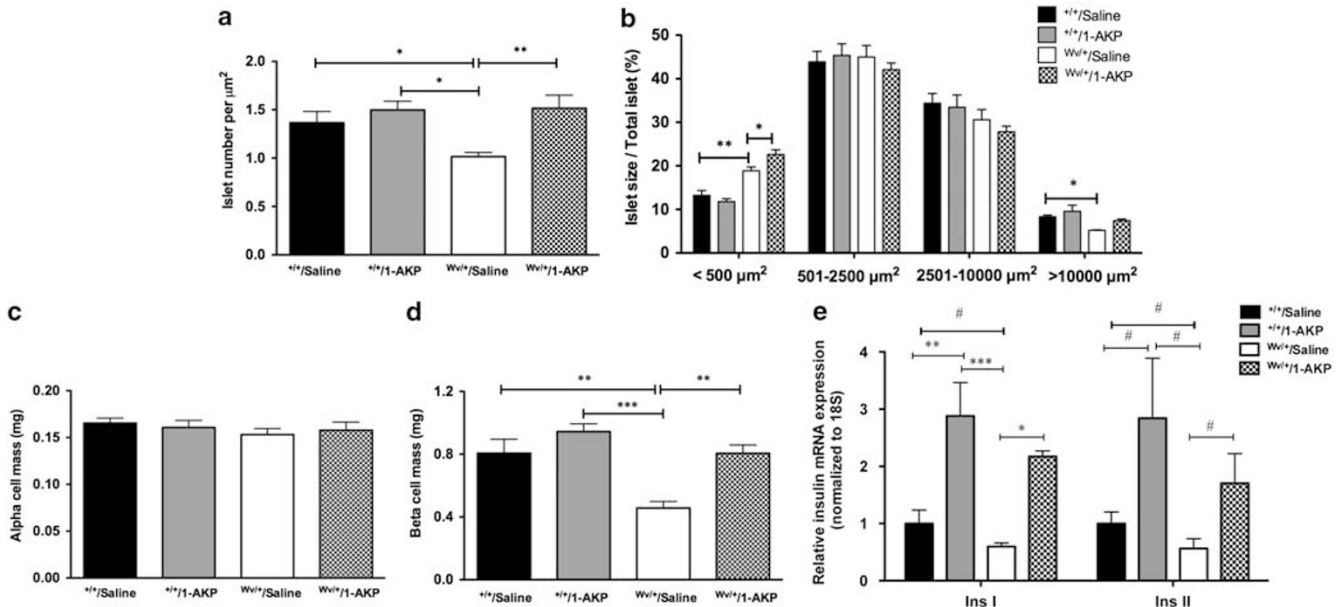 a
Islet number per μm²
2.0
1.5
1.0
0.5
0.0
*
**
*
+/+/Saline
+/+/1-AKP
Wv/+/Saline
Wv/+/1-AKP
b
Islet size / Total islet (%)
50
40
30
20
10
0
**
*
*
< 500 μm²
501-2500 μm²
2501-10000 μm²
>10000 μm²
+/+/Saline
+/+/1-AKP
Wv/+/Saline
Wv/+/1-AKP
c
Alpha cell mass (mg)
0.20
0.15
0.10
0.05
0.00
+/+/Saline
+/+/1-AKP
Wv/+/Saline
Wv/+/1-AKP
d
Beta cell mass (mg)
1.2
0.8
0.4
0.0
**
**
***
+/+/Saline
+/+/1-AKP
Wv/+/Saline
Wv/+/1-AKP
e
Relative insulin mRNA expression
(normalized to 18S)
4
3
2
1
0
#
**
***
*
#
#
#
#
Ins I
Ins II
+/+/Saline
+/+/1-AKP
Wv/+/Saline
Wv/+/1-AKP